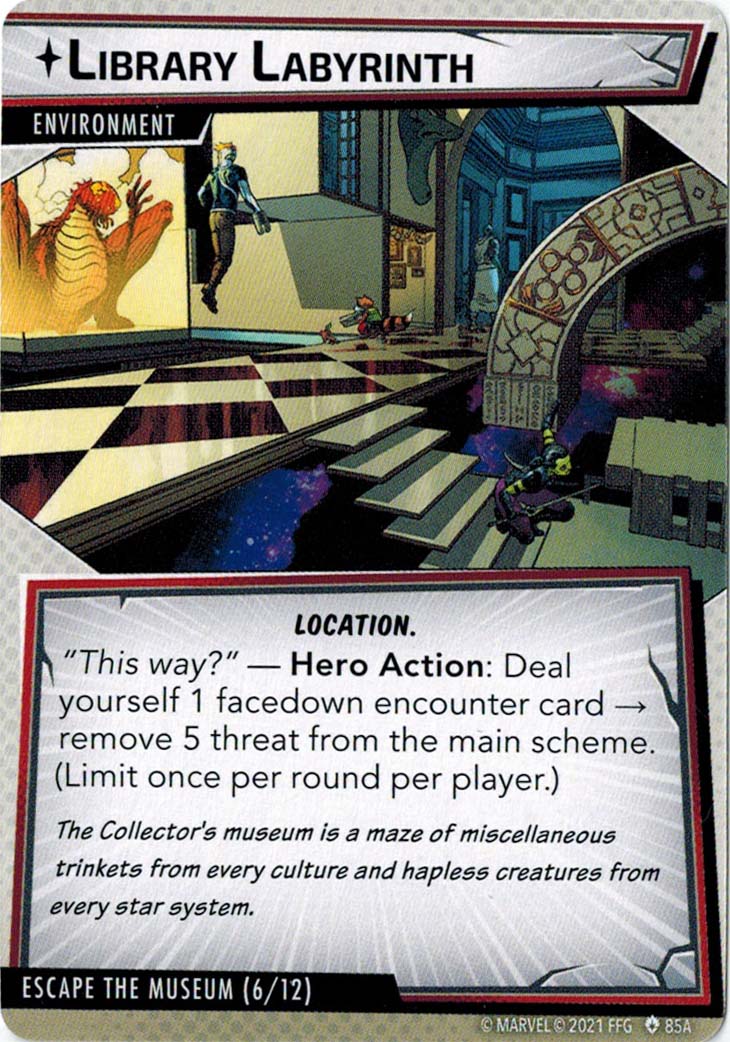 LIBRARY LABYRINTH
ENVIRONMENT
LOCATION.
"This way?" — Hero Action: Deal
yourself 1 facedown encounter card →
remove 5 threat from the main scheme.
(Limit once per round per player.)
The Collector's museum is a maze of miscellaneous
trinkets from every culture and hapless creatures from
every star system.
ESCAPE THE MUSEUM (6/12)
© MARVEL © 2021 FFG 85A